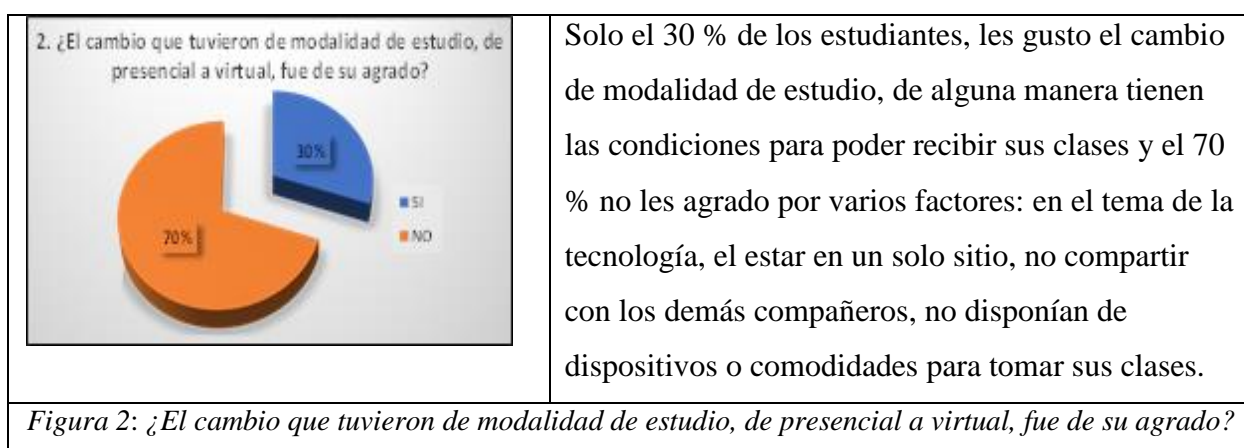 2. ¿El cambio que tuvieron de modalidad de estudio, de
presencial a virtual, fue de su agrado?
30%
70%
SI
NO
Solo el 30 % de los estudiantes, les gusto el cambio
de modalidad de estudio, de alguna manera tienen
las condiciones para poder recibir sus clases y el 70
% no les agrado por varios factores: en el tema de la
tecnología, el estar en un solo sitio, no compartir
con los demás compañeros, no disponían de
dispositivos o comodidades para tomar sus clases.
Figura 2: ¿El cambio que tuvieron de modalidad de estudio, de presencial a virtual, fue de su agrado?